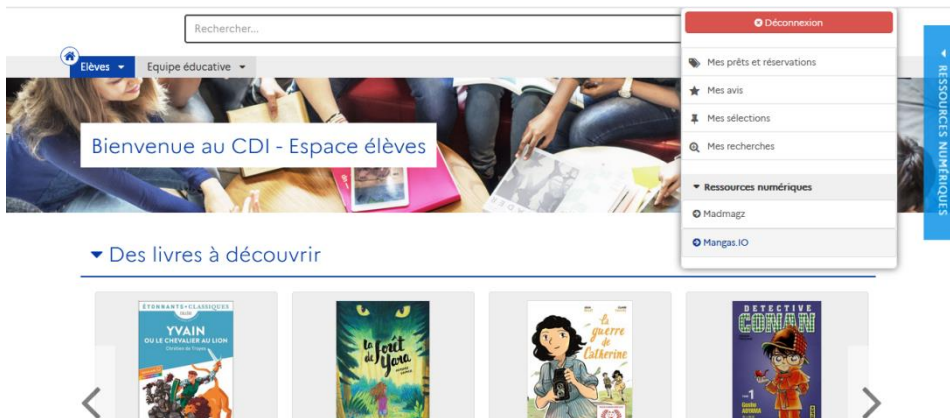 Rechercher...
Déconnexion
Elèves
Equipe éducative
Mes prêts et réservations
Mes avis
Mes sélections
Mes recherches
Ressources numériques
Madmagz
Mangas.IO
RESSOURCES NUMÉRIQUES
Bienvenue au CDI - Espace élèves
Des livres à découvrir
ÉTONNANTS•CLASSIQUES
YVAIN
OU LE CHEVALIER AU LION
Chrétien de Troyes
la forêt
de Yara
La
guerre
de
Catherine
DETECTIVE
CONAN
1